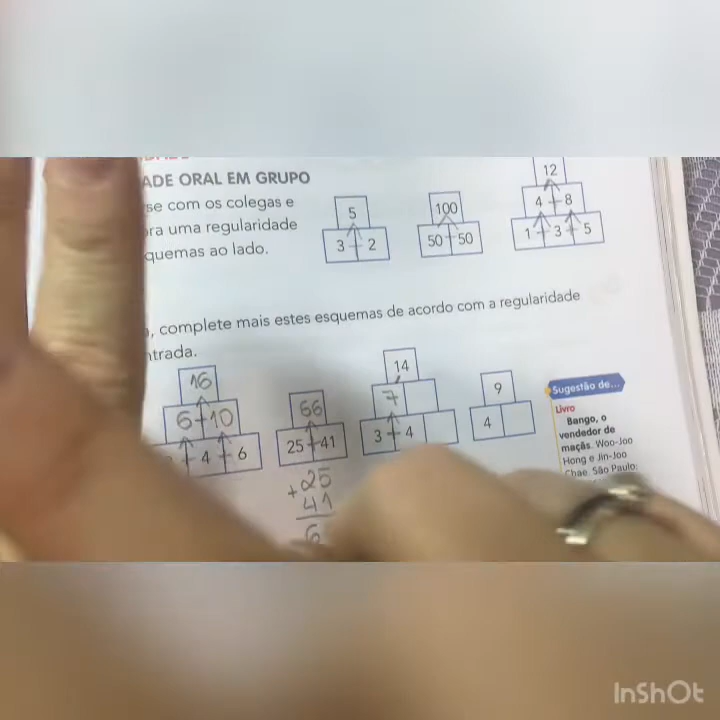 ADE ORAL EM GRUPO
se com os colegas e
ra uma regularidade
quemas ao lado.
5
3 + 2
100
50 + 50
12
4 + 8
1 + 3 + 5
, complete mais estes esquemas de acordo com a regularidade
ntrada.
16
6 + 10
+ 4 + 6
66
25 + 41
+25
41
6
14
7
3 + 4
9
4
Sugestão de...
Livro
Bango, o
vendedor de
maçãs. Woo-Joo
Hong e Jin-Joo
Chae. São Paulo:
InShOt